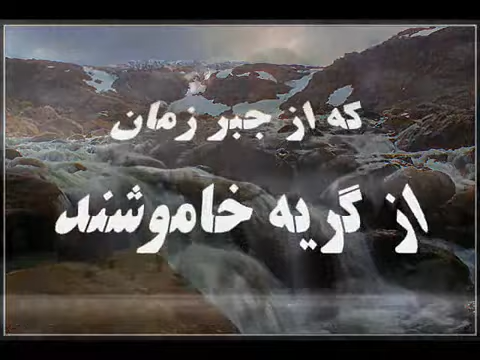 که از جبر زمان
از گریه خاموشند